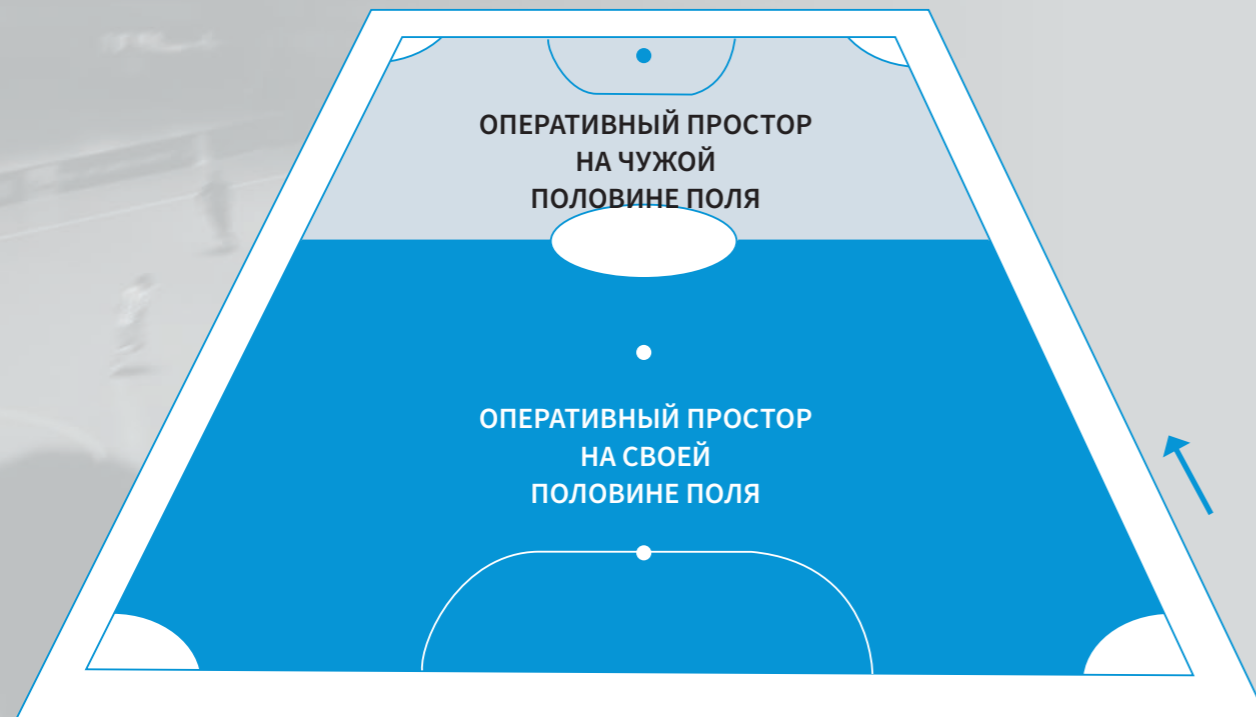 ОПЕРАТИВНЫЙ ПРОСТОР
НА ЧУЖОЙ
ПОЛОВИНЕ ПОЛЯ
ОПЕРАТИВНЫЙ ПРОСТОР
НА СВОЕЙ
ПОЛОВИНЕ ПОЛЯ